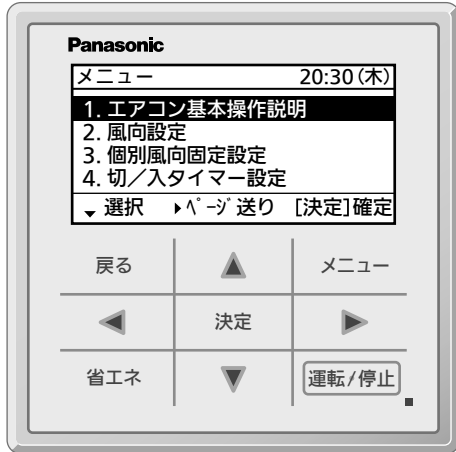 Panasonic
メニュー 20:30(木)
1. エアコン基本操作説明
2. 風向設定
3. 個別風向固定設定
4. 切／入タイマー設定
選択 ﾍﾟｰｼﾞ送り [決定]確定
戻る メニュー
決定
省エネ 運転/停止